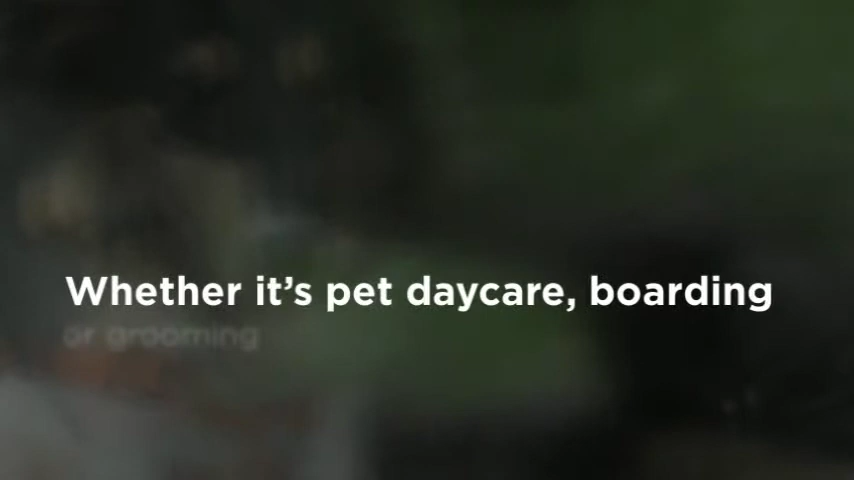 Whether it’s pet daycare, boarding
or grooming